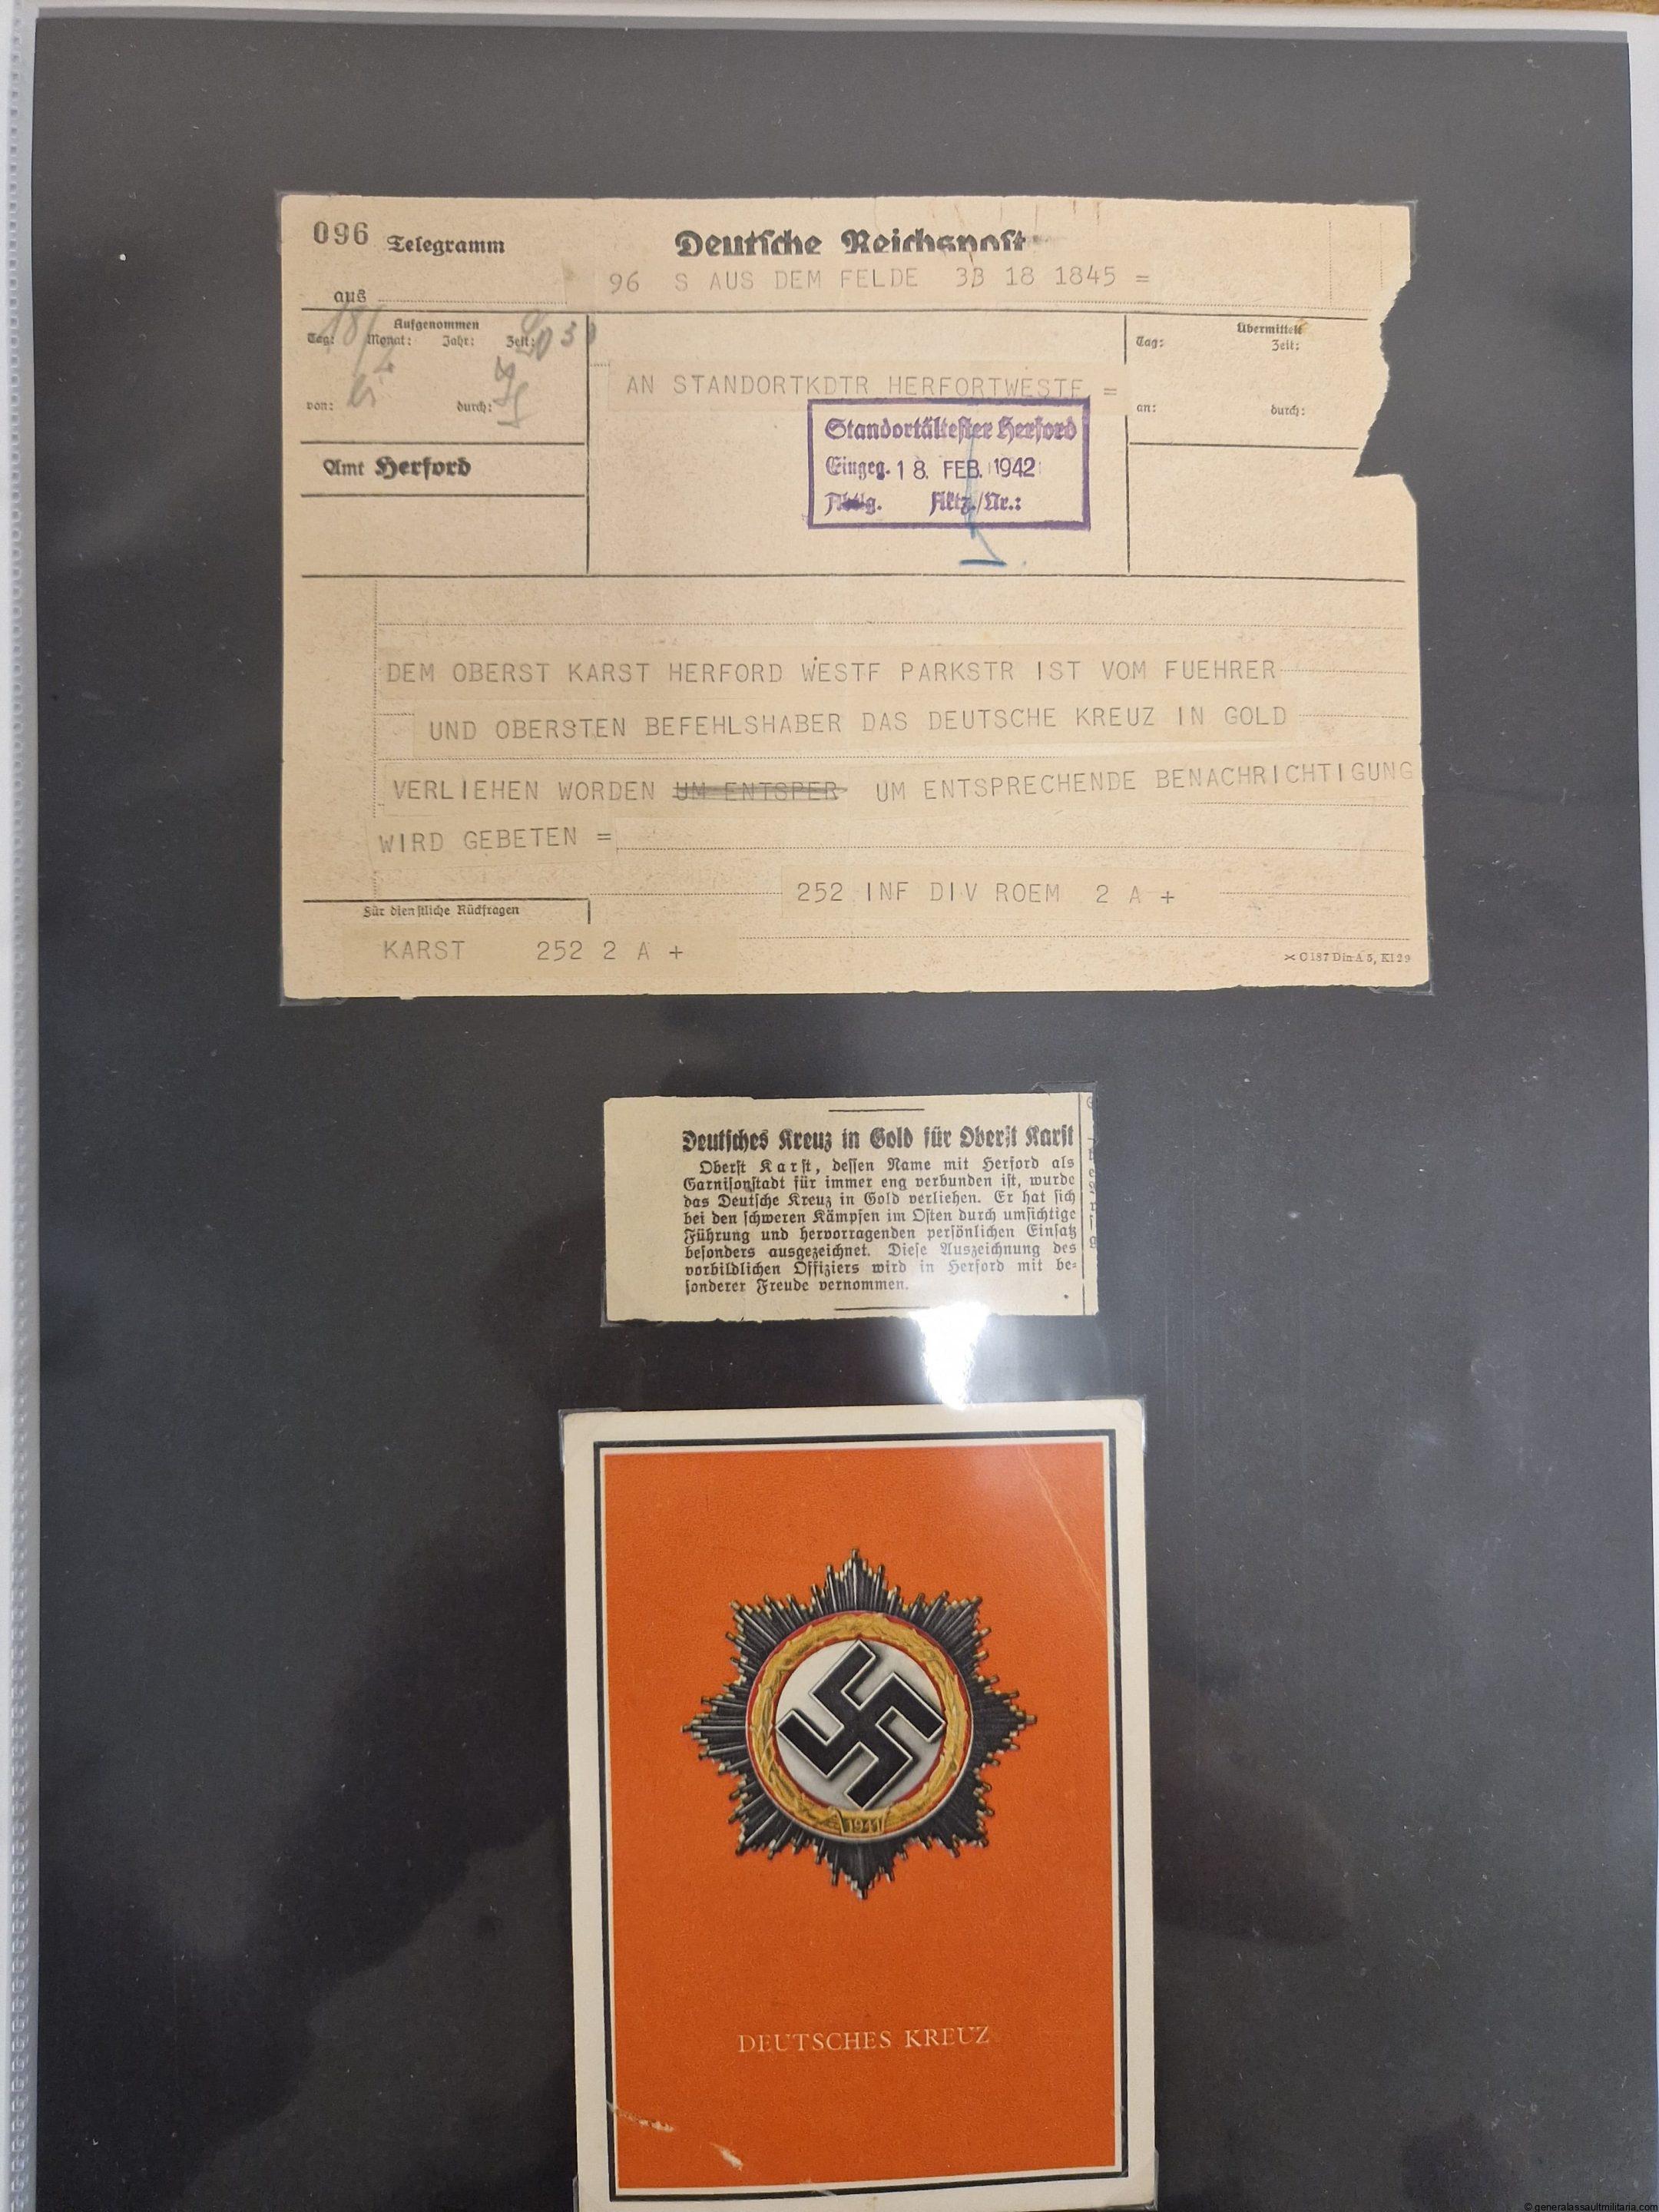 096 Telegramm Deutsche Reichspost
96 S AUS DEM FELDE 33 18 1845 =
aus
Aufgenommen
Tag: Monat: Jahr: Zeit:
18/2 2030
von: durch:
Amt Herford
AN STANDORTKDTR HERFORTWESTF =
Standortältester Herford
Eingeg. 18. FEB. 1942
Abtlg. Aktz./Nr.:
Übermittelt
Tag: Zeit:
an: durch:
DEM OBERST KARST HERFORD WESTF PARKSTR IST VOM FUEHRER
UND OBERSTEN BEFEHLSHABER DAS DEUTSCHE KREUZ IN GOLD
VERLIEHEN WORDEN UM ENTSPER UM ENTSPRECHENDE BENACHRICHTIGUNG
WIRD GEBETEN =
252 INF DIV ROEM 2 A +
Für dienstliche Rückfragen
KARST 252 2 A +
× C187 Din A 5, Kl 29
Deutsches Kreuz in Gold für Oberst Karst
Oberst Karst, dessen Name mit Herford als
Garnisonstadt für immer eng verbunden ist, wurde
das Deutsche Kreuz in Gold verliehen. Er hat sich
bei den schweren Kämpfen im Osten durch umsichtige
Führung und hervorragenden persönlichen Einsatz
besonders ausgezeichnet. Diese Auszeichnung des
vorbildlichen Offiziers wird in Herford mit be-
sonderer Freude vernommen.
1941
DEUTSCHES KREUZ
© generalassaultmilitaria.com